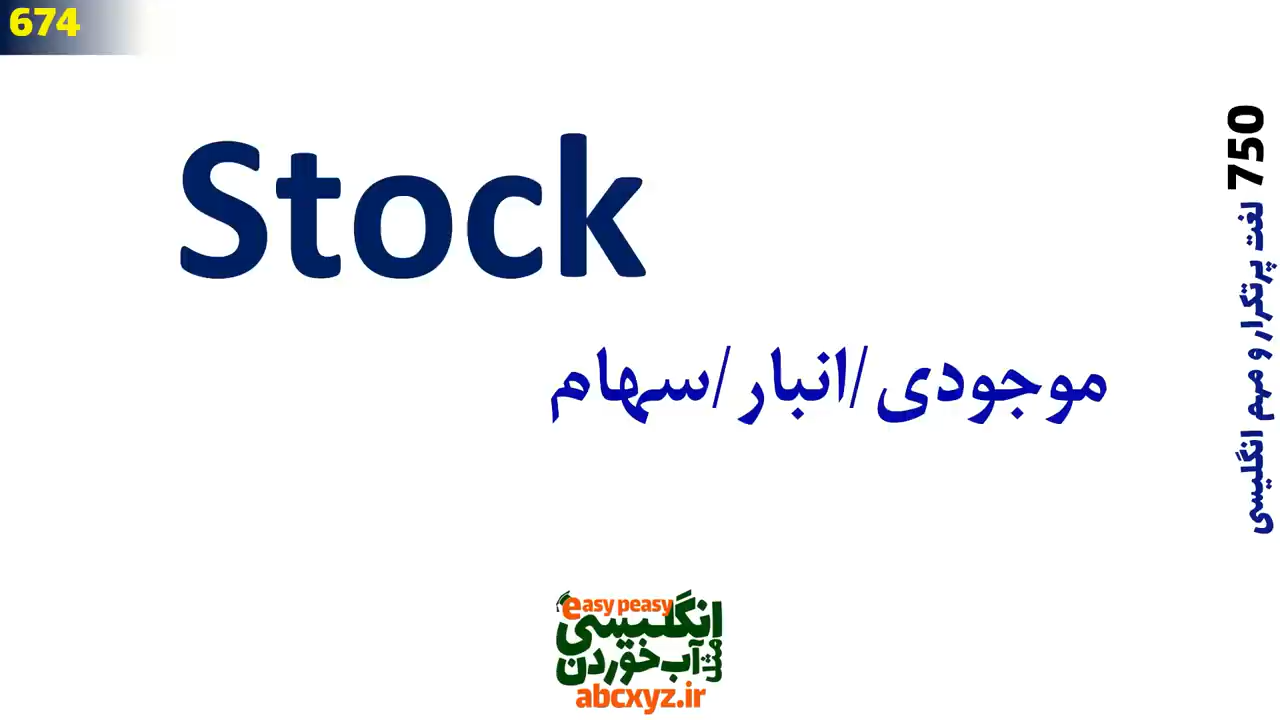 674
Stock
موجودی/انبار/سهام
750 لغت پرتکرار و مهم انگلیسی
easy peasy
انگلیسی
مثل آب خوردن
abcxyz.ir